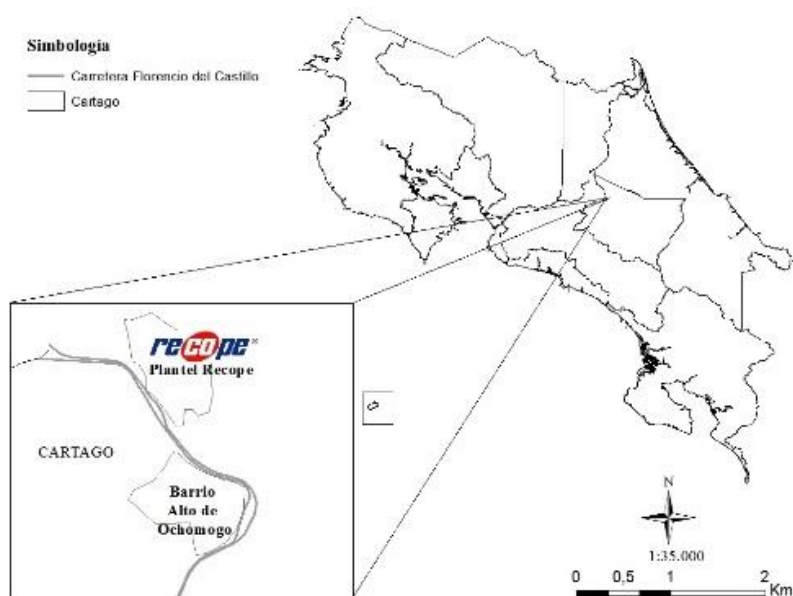 Simbología
Carretera Florencio del Castillo
Cartago
recope®
Plantel Recope
CARTAGO
Barrio
Alto de
Ochomogo
N
1:35.000
0 0,5 1 2
Km